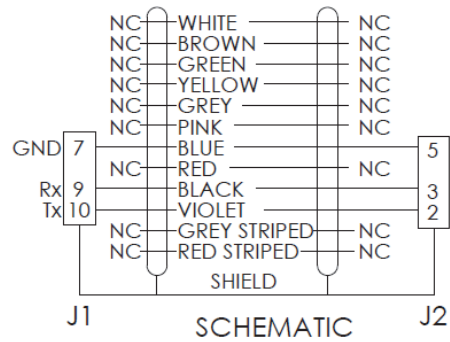 NC WHITE NC
NC BROWN NC
NC GREEN NC
NC YELLOW NC
NC GREY NC
NC PINK NC
GND 7 BLUE 5
NC RED NC
Rx 9 BLACK 3
Tx 10 VIOLET 2
NC GREY STRIPED NC
NC RED STRIPED NC
SHIELD
J1 SCHEMATIC J2